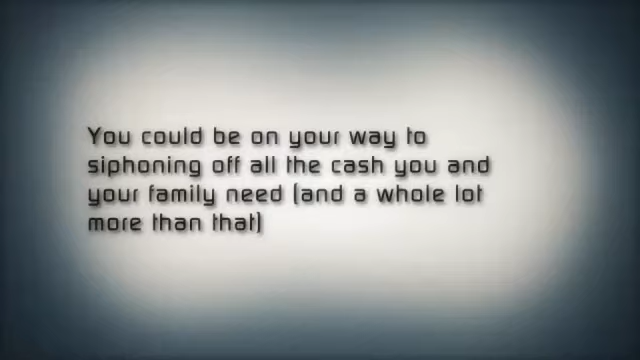 You could be on your way to
siphoning off all the cash you and
your family need (and a whole lot
more than that)